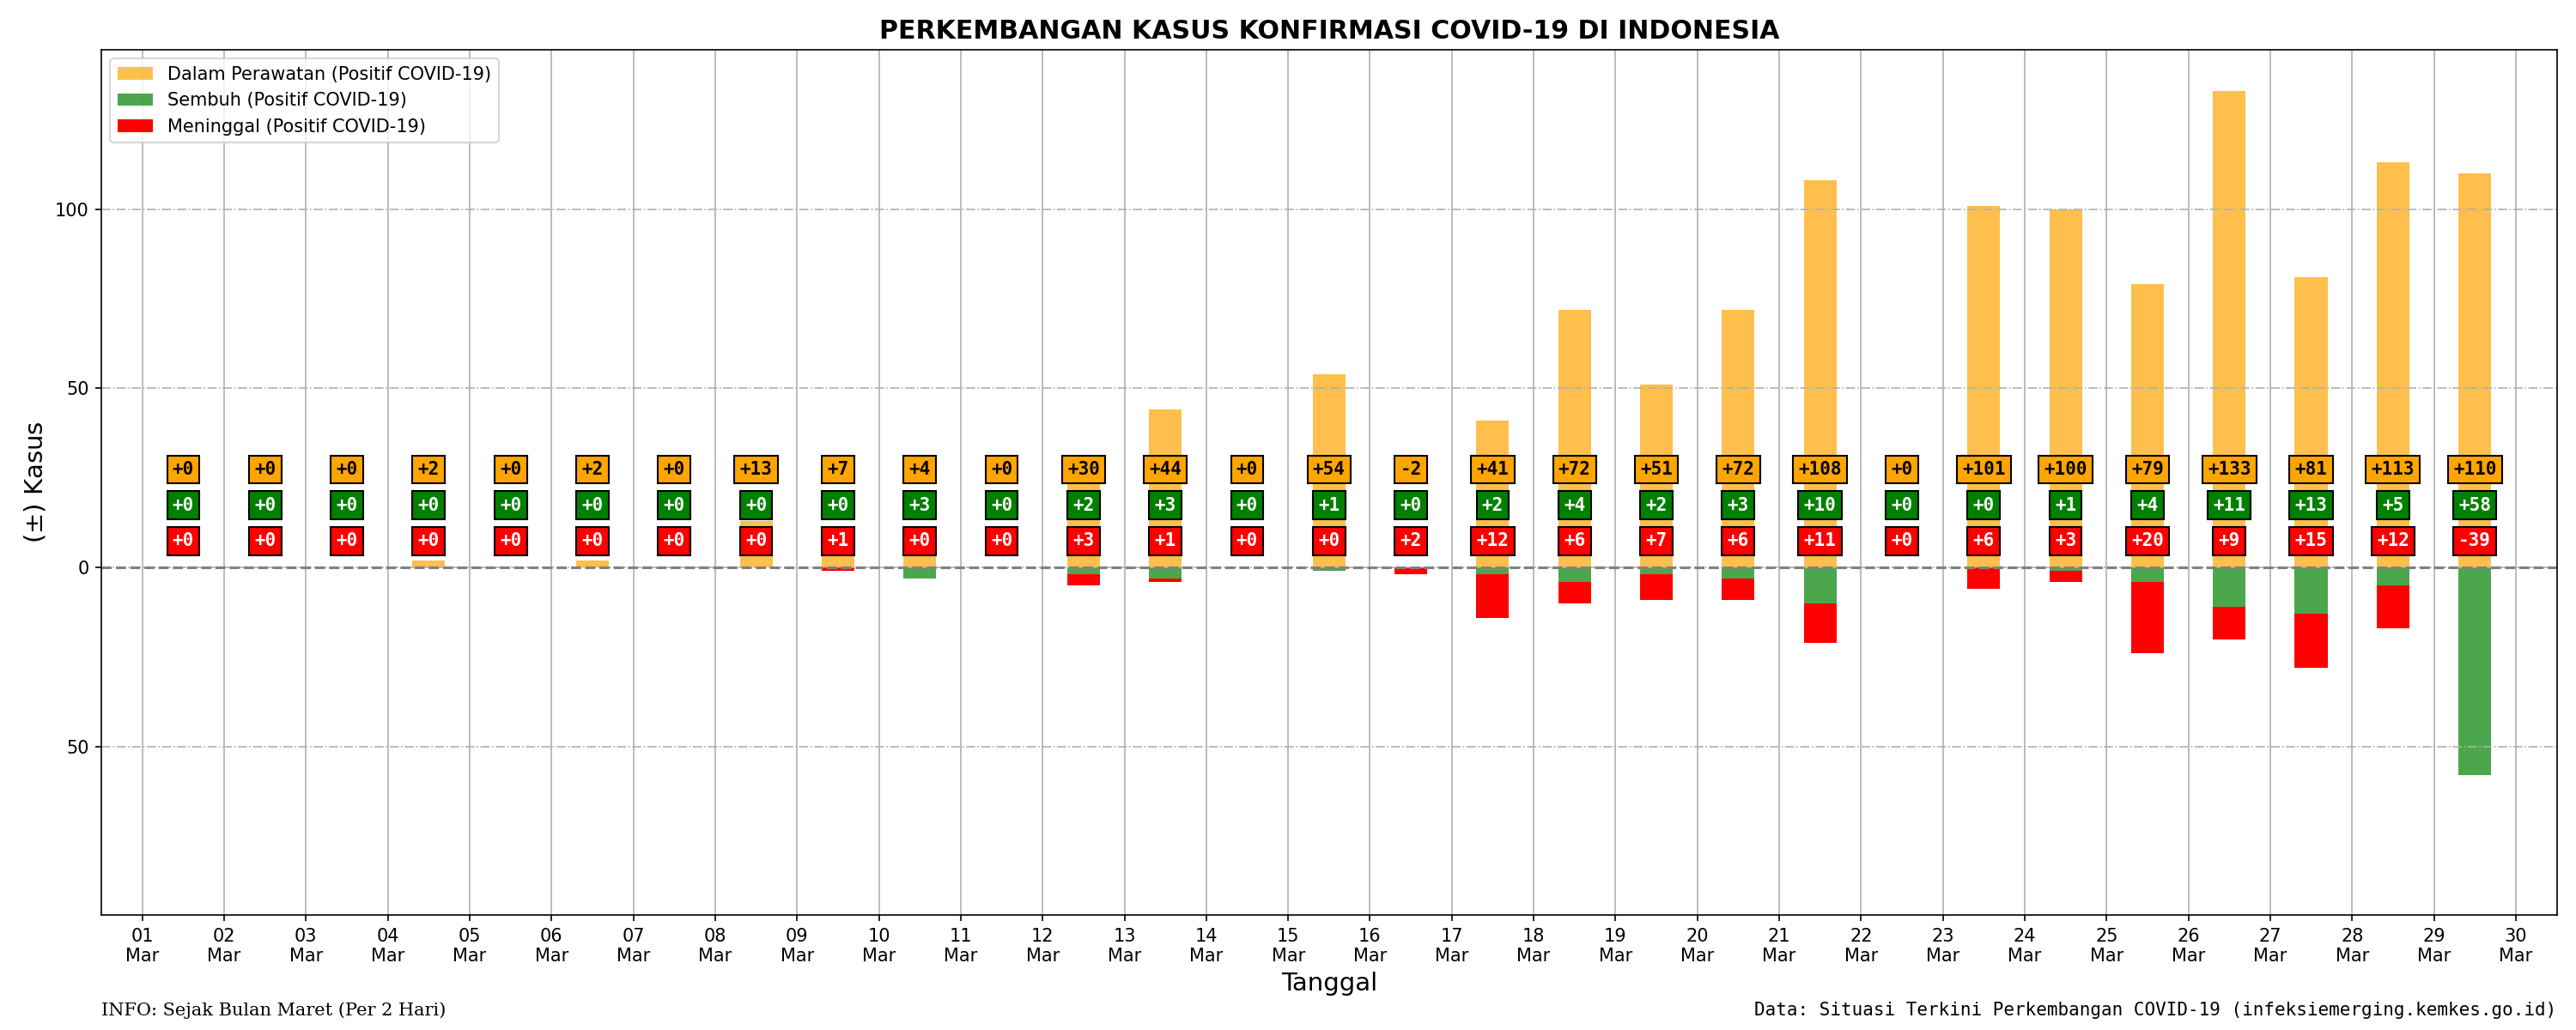 PERKEMBANGAN KASUS KONFIRMASI COVID-19 DI INDONESIA
Dalam Perawatan (Positif COVID-19)
Sembuh (Positif COVID-19)
Meninggal (Positif COVID-19)
(±) Kasus
100
50
0
50
+0 +0 +0 +2 +0 +2 +0 +13 +7 +4 +0 +30 +44 +0 +54 -2 +41 +72 +51 +72 +108 +0 +101 +100 +79 +133 +81 +113 +110
+0 +0 +0 +0 +0 +0 +0 +0 +0 +3 +0 +2 +3 +0 +1 +0 +2 +4 +2 +3 +10 +0 +0 +1 +4 +11 +13 +5 +58
+0 +0 +0 +0 +0 +0 +0 +0 +1 +0 +0 +3 +1 +0 +0 +2 +12 +6 +7 +6 +11 +0 +6 +3 +20 +9 +15 +12 -39
01 02 03 04 05 06 07 08 09 10 11 12 13 14 15 16 17 18 19 20 21 22 23 24 25 26 27 28 29 30
Mar Mar Mar Mar Mar Mar Mar Mar Mar Mar Mar Mar Mar Mar Mar Mar Mar Mar Mar Mar Mar Mar Mar Mar Mar Mar Mar Mar Mar Mar
Tanggal
INFO: Sejak Bulan Maret (Per 2 Hari)
Data: Situasi Terkini Perkembangan COVID-19 (infeksiemerging.kemkes.go.id)